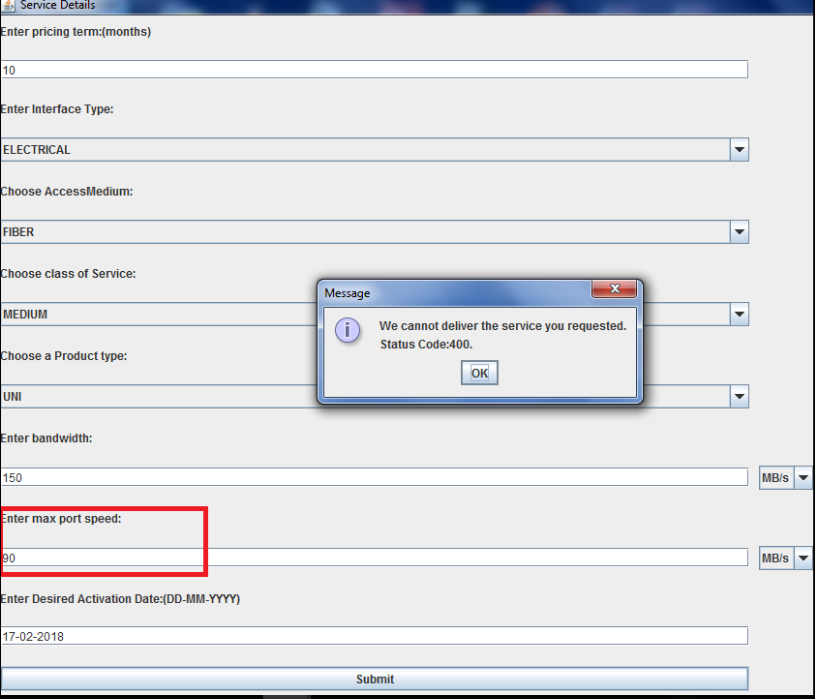 Service Details
Enter pricing term:(months)
10
Enter Interface Type:
ELECTRICAL
Choose AccessMedium:
FIBER
Choose class of Service:
MEDIUM
Choose a Product type:
UNI
Message
We cannot deliver the service you requested.
Status Code:400.
OK
Enter bandwidth:
150
MB/s
Enter max port speed:
90
MB/s
Enter Desired Activation Date:(DD-MM-YYYY)
17-02-2018
Submit